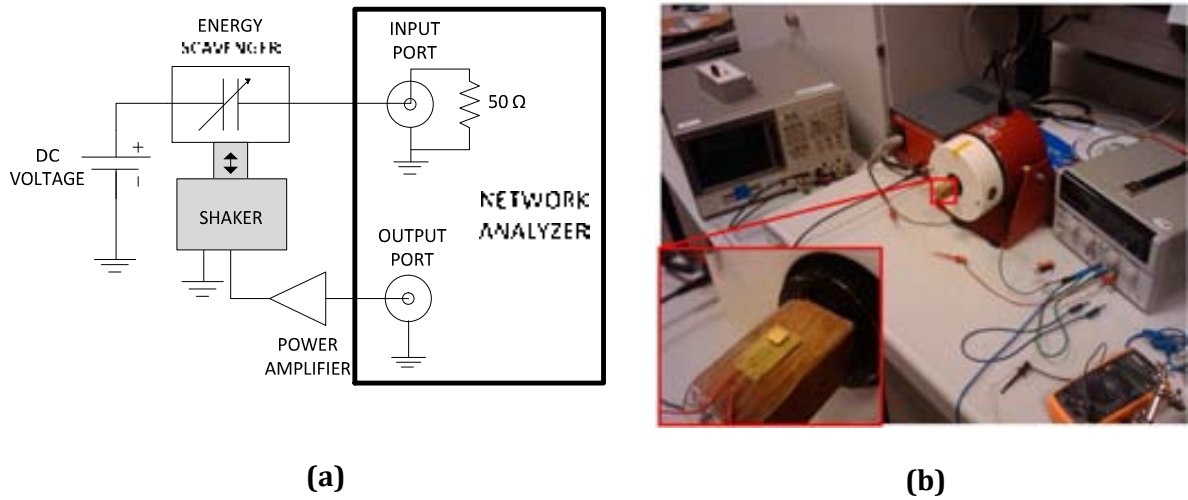 ENERGY
SCAVENGER
INPUT
PORT
50 Ω
+
DC
VOLTAGE
−
SHAKER
NETWORK
ANALYZER
OUTPUT
PORT
POWER
AMPLIFIER
(a)
(b)